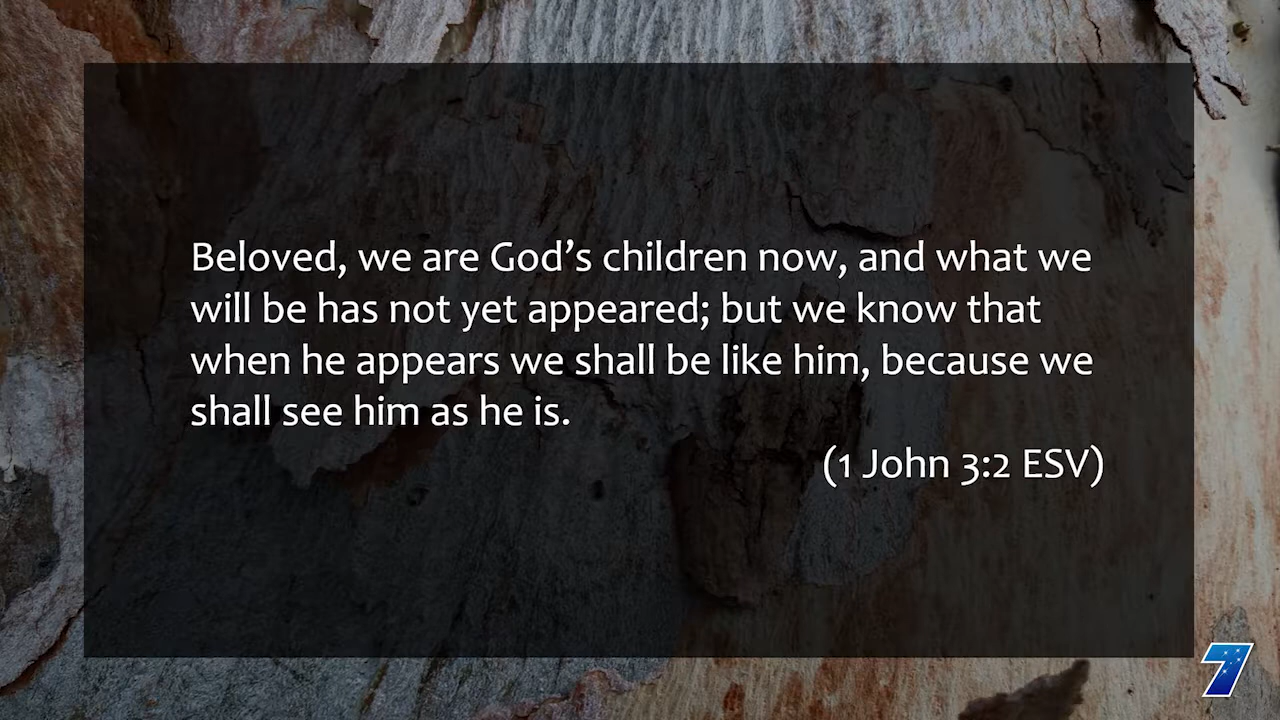 Beloved, we are God’s children now, and what we
will be has not yet appeared; but we know that
when he appears we shall be like him, because we
shall see him as he is.
(1 John 3:2 ESV)
7